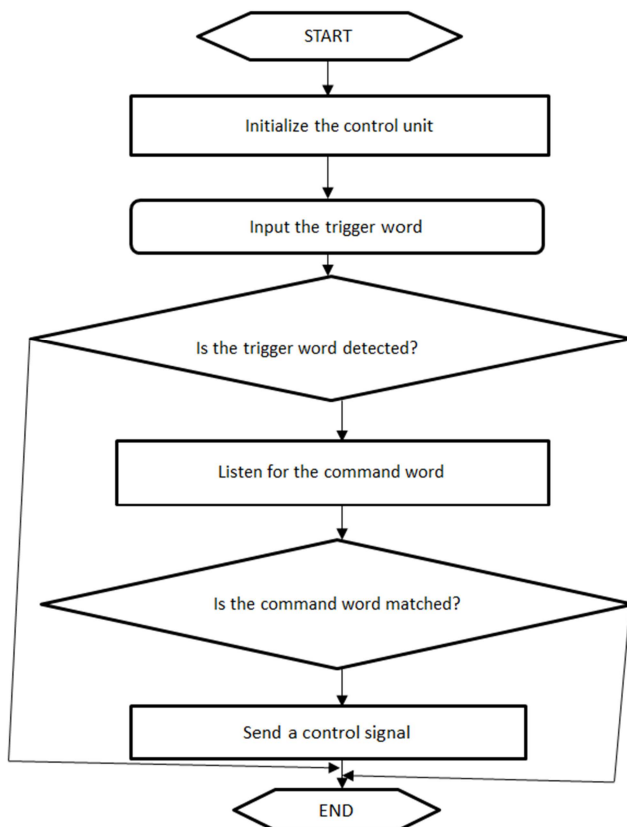 START
Initialize the control unit
Input the trigger word
Is the trigger word detected?
Listen for the command word
Is the command word matched?
Send a control signal
END